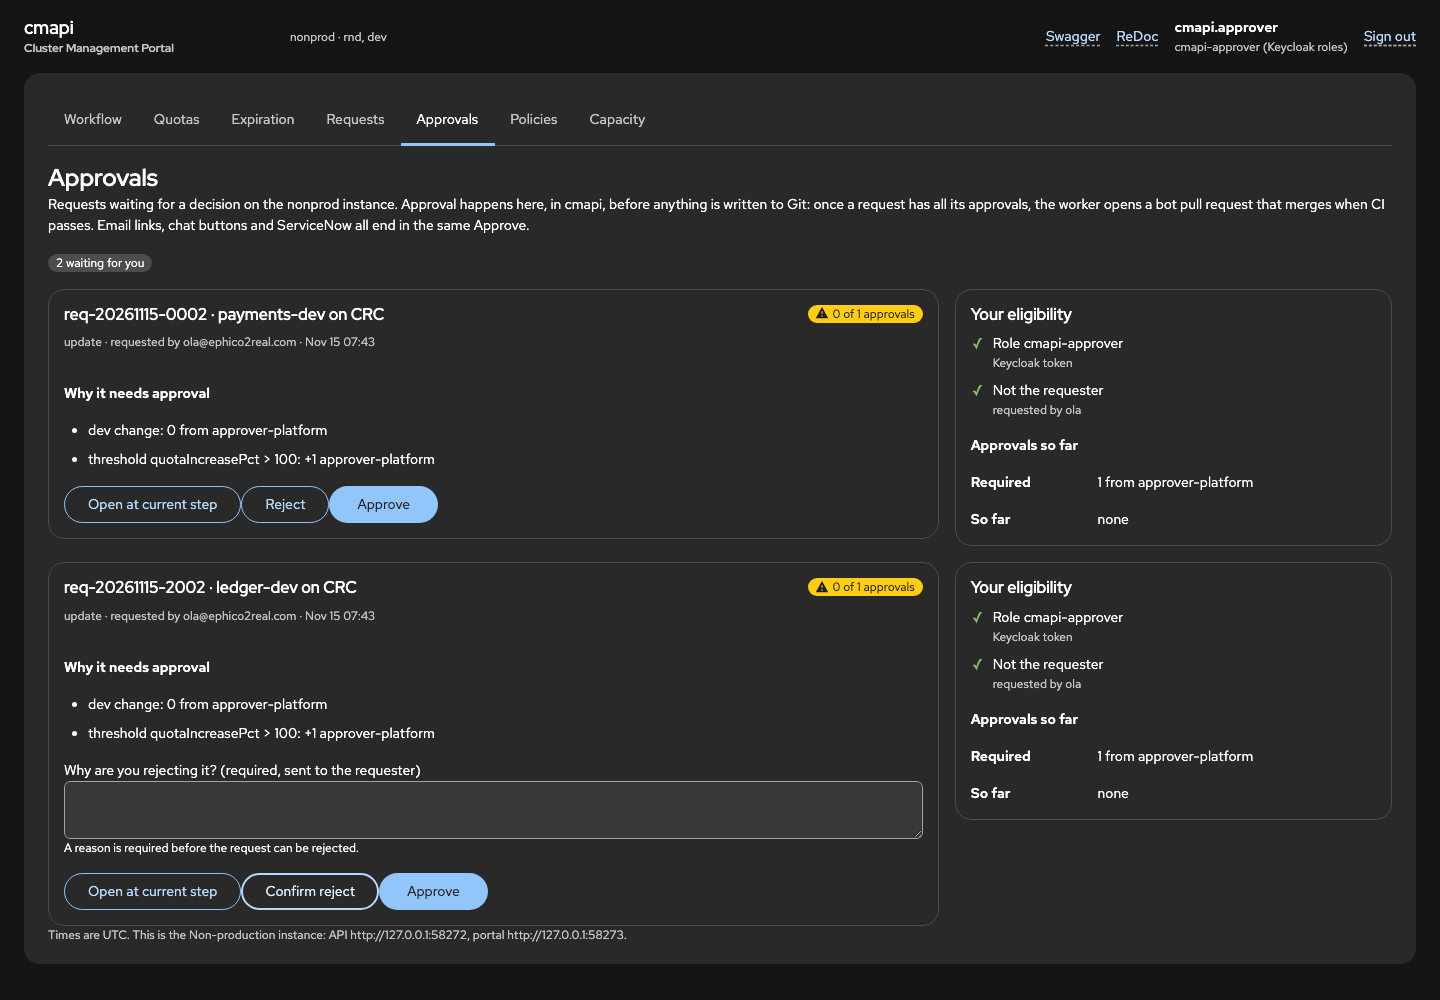 cmapi
Cluster Management Portal
nonprod · rnd, dev
Swagger
ReDoc
cmapi.approver
cmapi-approver (Keycloak roles)
Sign out
Workflow
Quotas
Expiration
Requests
Approvals
Policies
Capacity
Approvals
Requests waiting for a decision on the nonprod instance. Approval happens here, in cmapi, before anything is written to Git: once a request has all its approvals, the worker opens a bot pull request that merges when CI
passes. Email links, chat buttons and ServiceNow all end in the same Approve.
2 waiting for you
req-20261115-0002 · payments-dev on CRC
0 of 1 approvals
update · requested by ola@ephico2real.com · Nov 15 07:43
Why it needs approval
• dev change: 0 from approver-platform
• threshold quotaIncreasePct > 100: +1 approver-platform
Open at current step
Reject
Approve
Your eligibility
✓ Role cmapi-approver
Keycloak token
✓ Not the requester
requested by ola
Approvals so far
Required 1 from approver-platform
So far none
req-20261115-2002 · ledger-dev on CRC
0 of 1 approvals
update · requested by ola@ephico2real.com · Nov 15 07:43
Why it needs approval
• dev change: 0 from approver-platform
• threshold quotaIncreasePct > 100: +1 approver-platform
Why are you rejecting it? (required, sent to the requester)
A reason is required before the request can be rejected.
Open at current step
Confirm reject
Approve
Your eligibility
✓ Role cmapi-approver
Keycloak token
✓ Not the requester
requested by ola
Approvals so far
Required 1 from approver-platform
So far none
Times are UTC. This is the Non-production instance: API http://127.0.0.1:58272, portal http://127.0.0.1:58273.